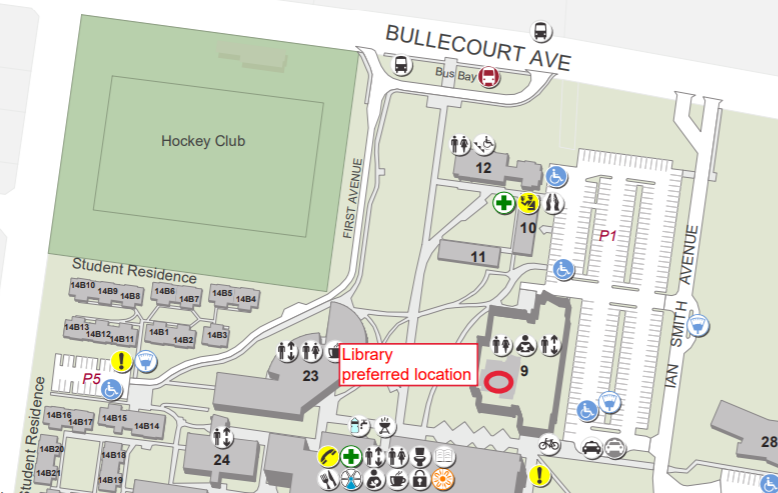 BULLECOURT AVE
Bus Bay
Hockey Club
FIRST AVENUE
12
10
P1
11
IAN SMITH AVENUE
Student Residence
14B10
14B9
14B8
14B6
14B7
14B5
14B4
14B13
14B12
14B11
14B1
14B2
14B3
P5
23
Library
preferred location
9
Student Residence
14B16
14B17
14B15
14B14
14B20
14B21
14B18
14B19
24
28